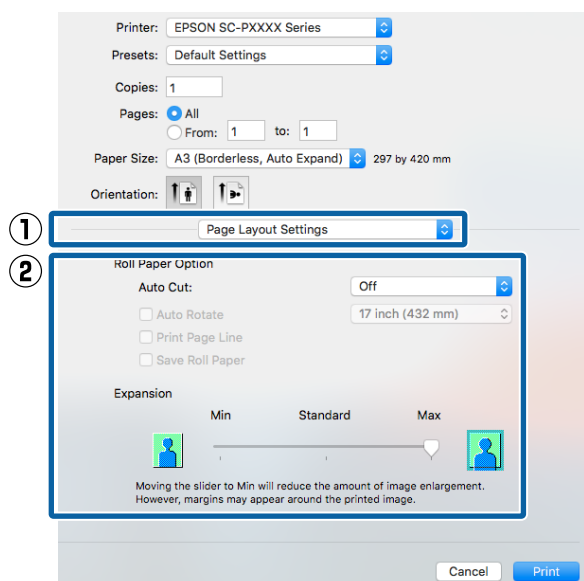 Printer: EPSON SC-PXXXX Series
Presets: Default Settings
Copies: 1
Pages: All
From: 1 to: 1
Paper Size: A3 (Borderless, Auto Expand) 297 by 420 mm
Orientation:
① Page Layout Settings
②
Roll Paper Option
Auto Cut: Off
Auto Rotate 17 inch (432 mm)
Print Page Line
Save Roll Paper
Expansion
Min Standard Max
Moving the slider to Min will reduce the amount of image enlargement.
However, margins may appear around the printed image.
Cancel Print